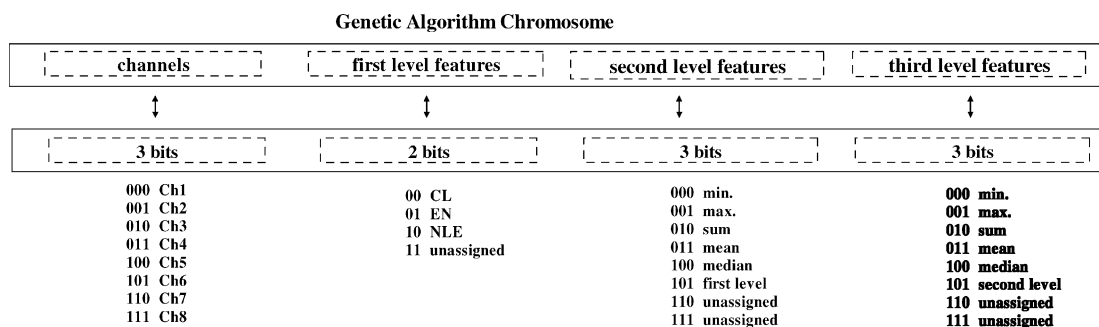 Genetic Algorithm Chromosome
channels
first level features
second level features
third level features
3 bits
2 bits
3 bits
3 bits
000 Ch1
001 Ch2
010 Ch3
011 Ch4
100 Ch5
101 Ch6
110 Ch7
111 Ch8
00 CL
01 EN
10 NLE
11 unassigned
000 min.
001 max.
010 sum
011 mean
100 median
101 first level
110 unassigned
111 unassigned
000 min.
001 max.
010 sum
011 mean
100 median
101 second level
110 unassigned
111 unassigned